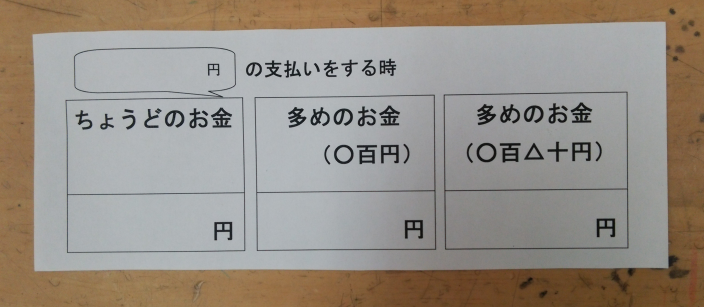 円 の支払いをする時
ちょうどのお金
円
多めのお金
（〇百円）
円
多めのお金
（〇百△十円）
円